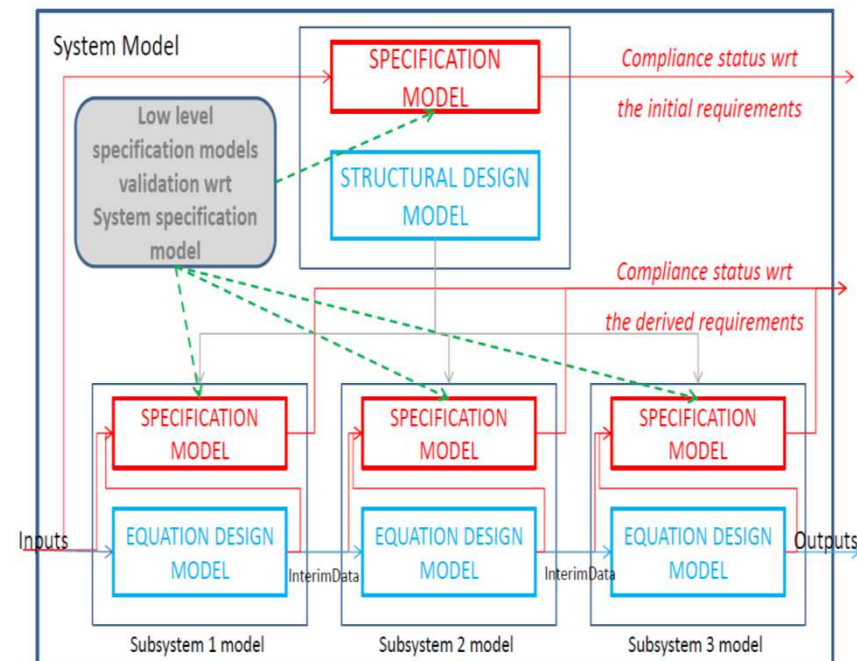 System Model
SPECIFICATION
MODEL
Compliance status wrt
the initial requirements
Low level
specification models
validation wrt
System specification
model
STRUCTURAL DESIGN
MODEL
Compliance status wrt
the derived requirements
SPECIFICATION
MODEL
SPECIFICATION
MODEL
SPECIFICATION
MODEL
Inputs
EQUATION DESIGN
MODEL
InterimData
EQUATION DESIGN
MODEL
InterimData
EQUATION DESIGN
MODEL
Outputs
Subsystem 1 model
Subsystem 2 model
Subsystem 3 model